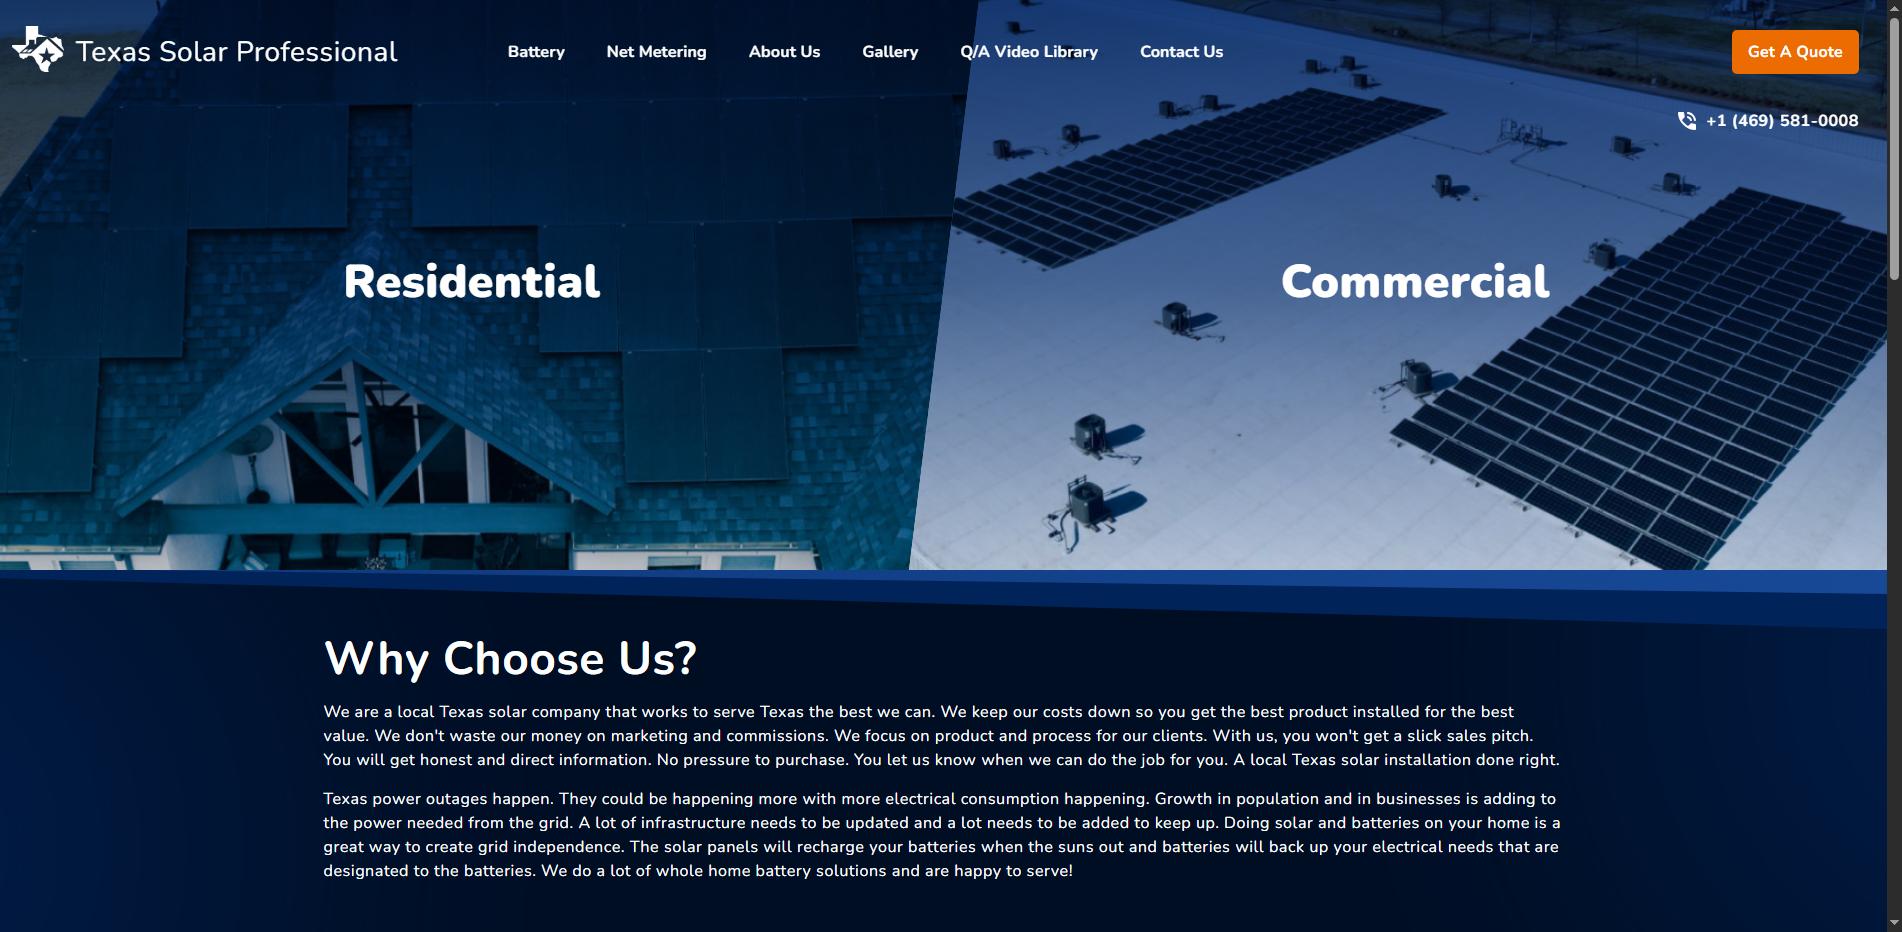 Texas Solar Professional
Battery
Net Metering
About Us
Gallery
Q/A Video Library
Contact Us
Get A Quote
+1 (469) 581-0008
Residential
Commercial
Why Choose Us?
We are a local Texas solar company that works to serve Texas the best we can. We keep our costs down so you get the best product installed for the best
value. We don't waste our money on marketing and commissions. We focus on product and process for our clients. With us, you won't get a slick sales pitch.
You will get honest and direct information. No pressure to purchase. You let us know when we can do the job for you. A local Texas solar installation done right.
Texas power outages happen. They could be happening more with more electrical consumption happening. Growth in population and in businesses is adding to
the power needed from the grid. A lot of infrastructure needs to be updated and a lot needs to be added to keep up. Doing solar and batteries on your home is a
great way to create grid independence. The solar panels will recharge your batteries when the suns out and batteries will back up your electrical needs that are
designated to the batteries. We do a lot of whole home battery solutions and are happy to serve!